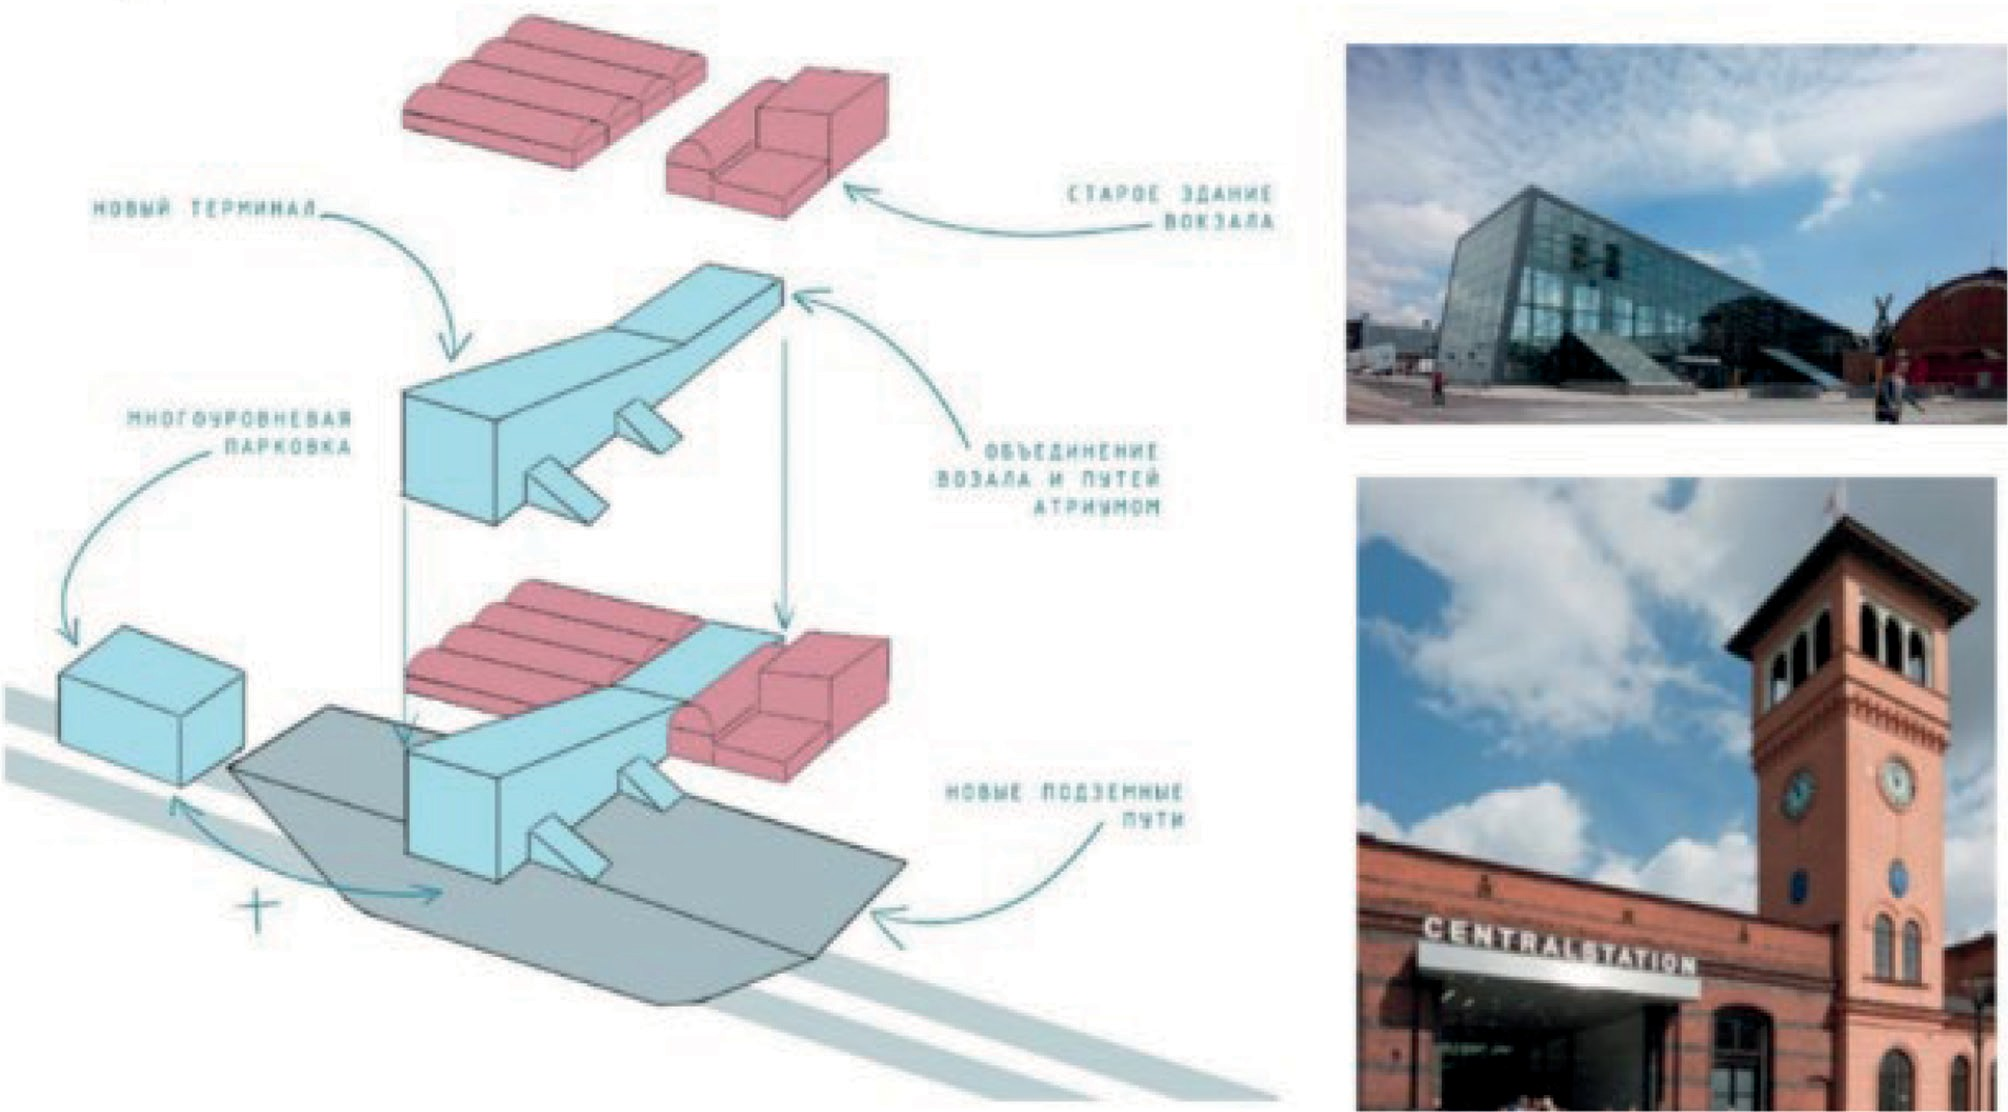 НОВЫЙ ТЕРМИНАЛ
СТАРОЕ ЗДАНИЕ
ВОКЗАЛА
МНОГОУРОВНЕВАЯ
ПАРКОВКА
ОБЪЕДИНЕНИЕ
ВОЗАЛА И ПУТЕЙ
АТРИУМОМ
НОВЫЕ ПОДЗЕМНЫЕ
ПУТИ
CENTRALSTATION